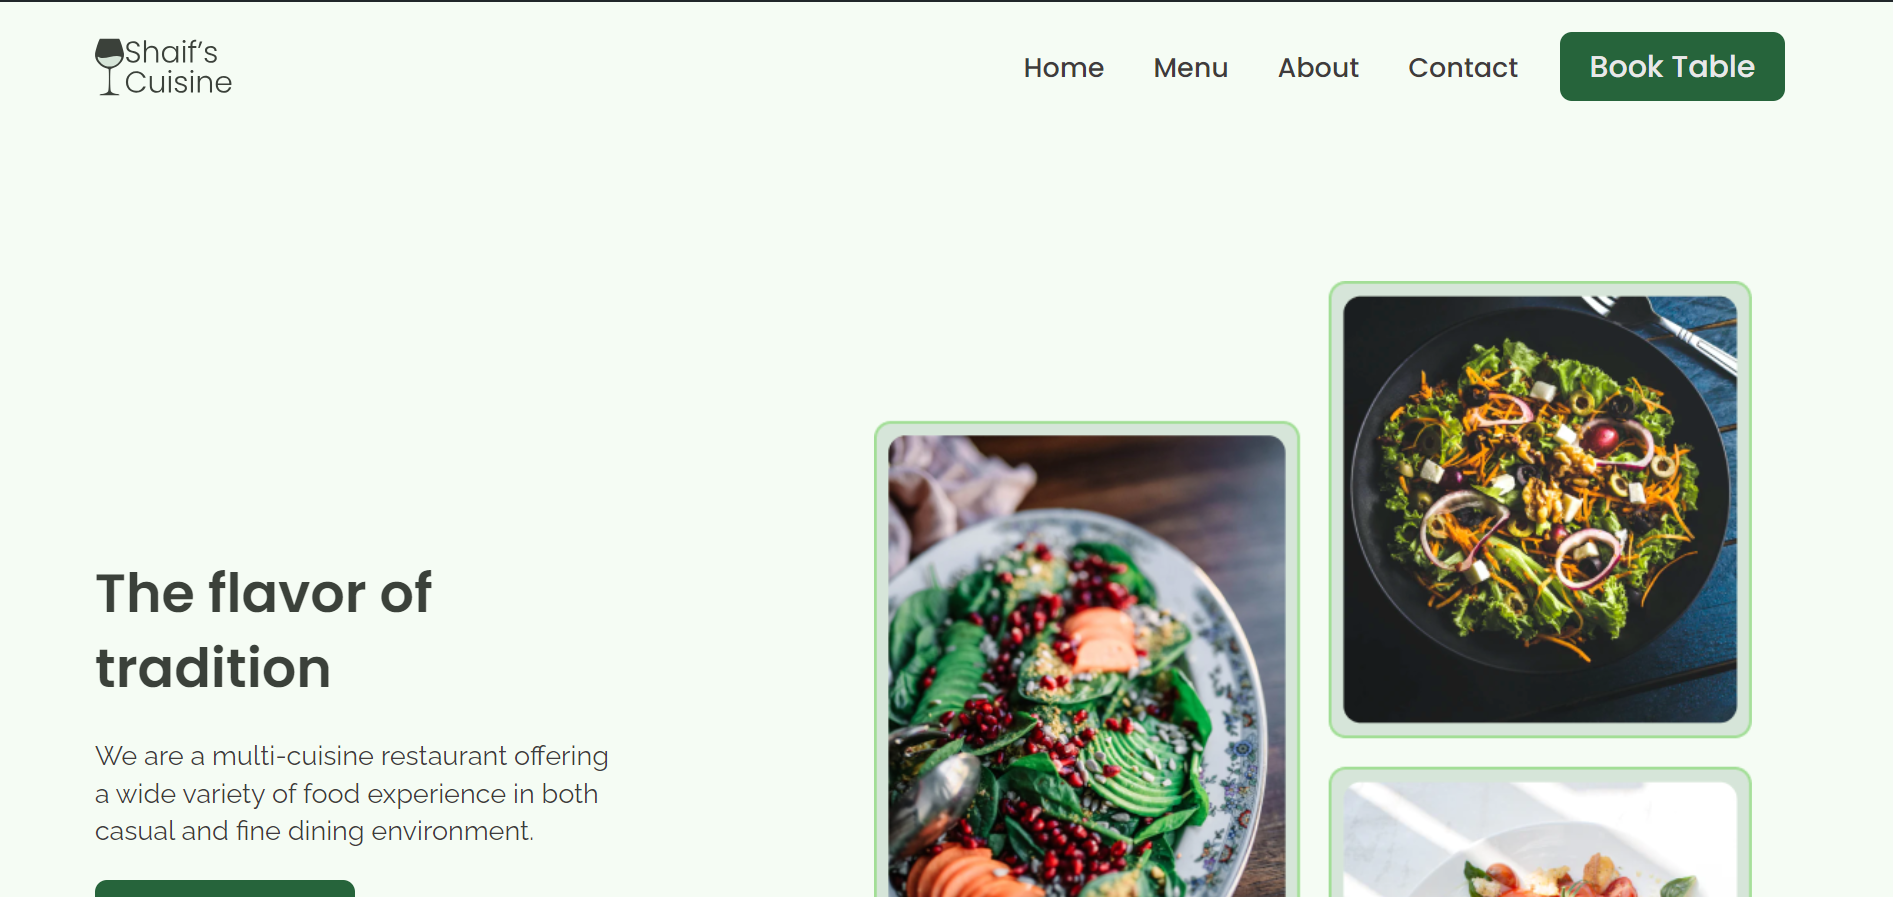 Shaif's
Cuisine
Home Menu About Contact Book Table
The flavor of
tradition
We are a multi-cuisine restaurant offering
a wide variety of food experience in both
casual and fine dining environment.